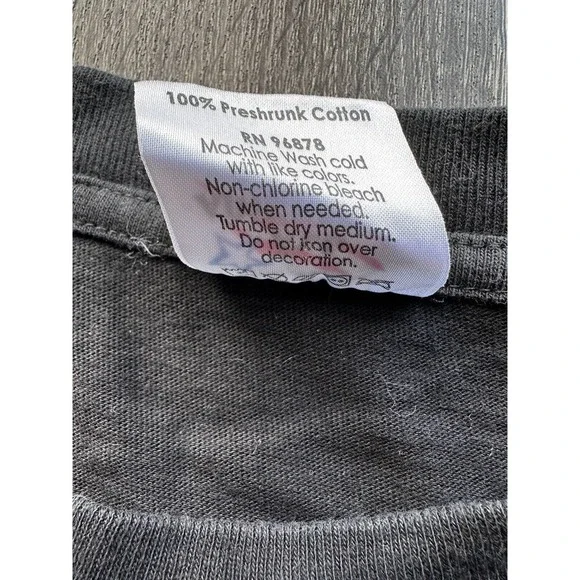 100% Preshrunk Cotton
RN 96878
Machine Wash cold
With like colors.
Non-chlorine bleach
when needed.
Tumble dry medium.
Do not iron over
decoration.